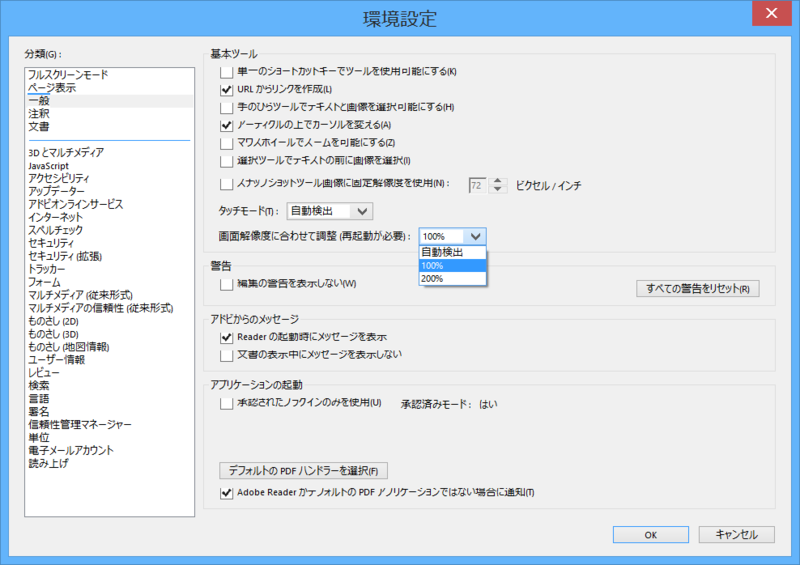 環境設定
分類(G):
フルスクリーンモード
ページ表示
一般
注釈
文書
3D とマルチメディア
JavaScript
アクセシビリティ
アップデーター
アドビオンラインサービス
インターネット
スペルチェック
セキュリティ
セキュリティ (拡張)
トラッカー
フォーム
マルチメディア (従来形式)
マルチメディアの信頼性 (従来形式)
ものさし (2D)
ものさし (3D)
ものさし (地図情報)
ユーザー情報
レビュー
検索
言語
署名
信頼性管理マネージャー
単位
電子メールアカウント
読み上げ
基本ツール
単一のショートカットキーでツールを使用可能にする(K)
URL からリンクを作成(L)
手のひらツールでテキストと画像を選択可能にする(H)
アーティクルの上でカーソルを変える(A)
マウスホイールでズームを可能にする(Z)
選択ツールでテキストの前に画像を選択(I)
スナップショットツール画像に固定解像度を使用(N): 72 ピクセル / インチ
タッチモード(T): 自動検出
画面解像度に合わせて調整 (再起動が必要): 100%
自動検出
100%
200%
警告
編集の警告を表示しない(W)
すべての警告をリセット(R)
アドビからのメッセージ
Reader の起動時にメッセージを表示
文書の表示中にメッセージを表示しない
アプリケーションの起動
承認されたプラグインのみを使用(U) 承認済みモード: はい
デフォルトの PDF ハンドラーを選択(F)
Adobe Reader がデフォルトの PDF アプリケーションではない場合に通知(T)
OK
キャンセル